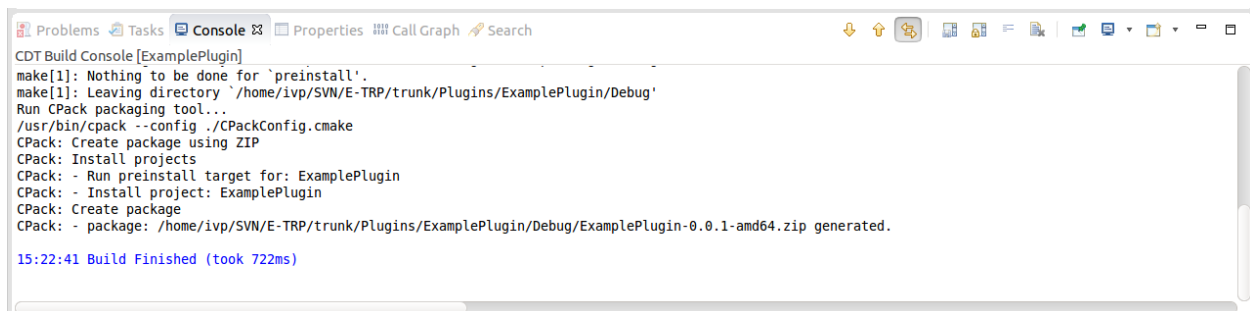 Problems Tasks Console Properties Call Graph Search
CDT Build Console [ExamplePlugin]
make[1]: Nothing to be done for `preinstall'.
make[1]: Leaving directory `/home/ivp/SVN/E-TRP/trunk/Plugins/ExamplePlugin/Debug'
Run CPack packaging tool...
/usr/bin/cpack --config ./CPackConfig.cmake
CPack: Create package using ZIP
CPack: Install projects
CPack: - Run preinstall target for: ExamplePlugin
CPack: - Install project: ExamplePlugin
CPack: Create package
CPack: - package: /home/ivp/SVN/E-TRP/trunk/Plugins/ExamplePlugin/Debug/ExamplePlugin-0.0.1-amd64.zip generated.
15:22:41 Build Finished (took 722ms)